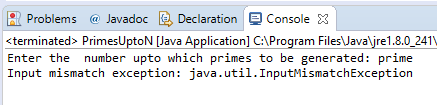 Problems @ Javadoc Declaration Console
<terminated> PrimesUptoN [Java Application] C:\Program Files\Java\jre1.8.0_241\
Enter the  number upto which primes to be generated: prime
Input mismatch exception: java.util.InputMismatchException